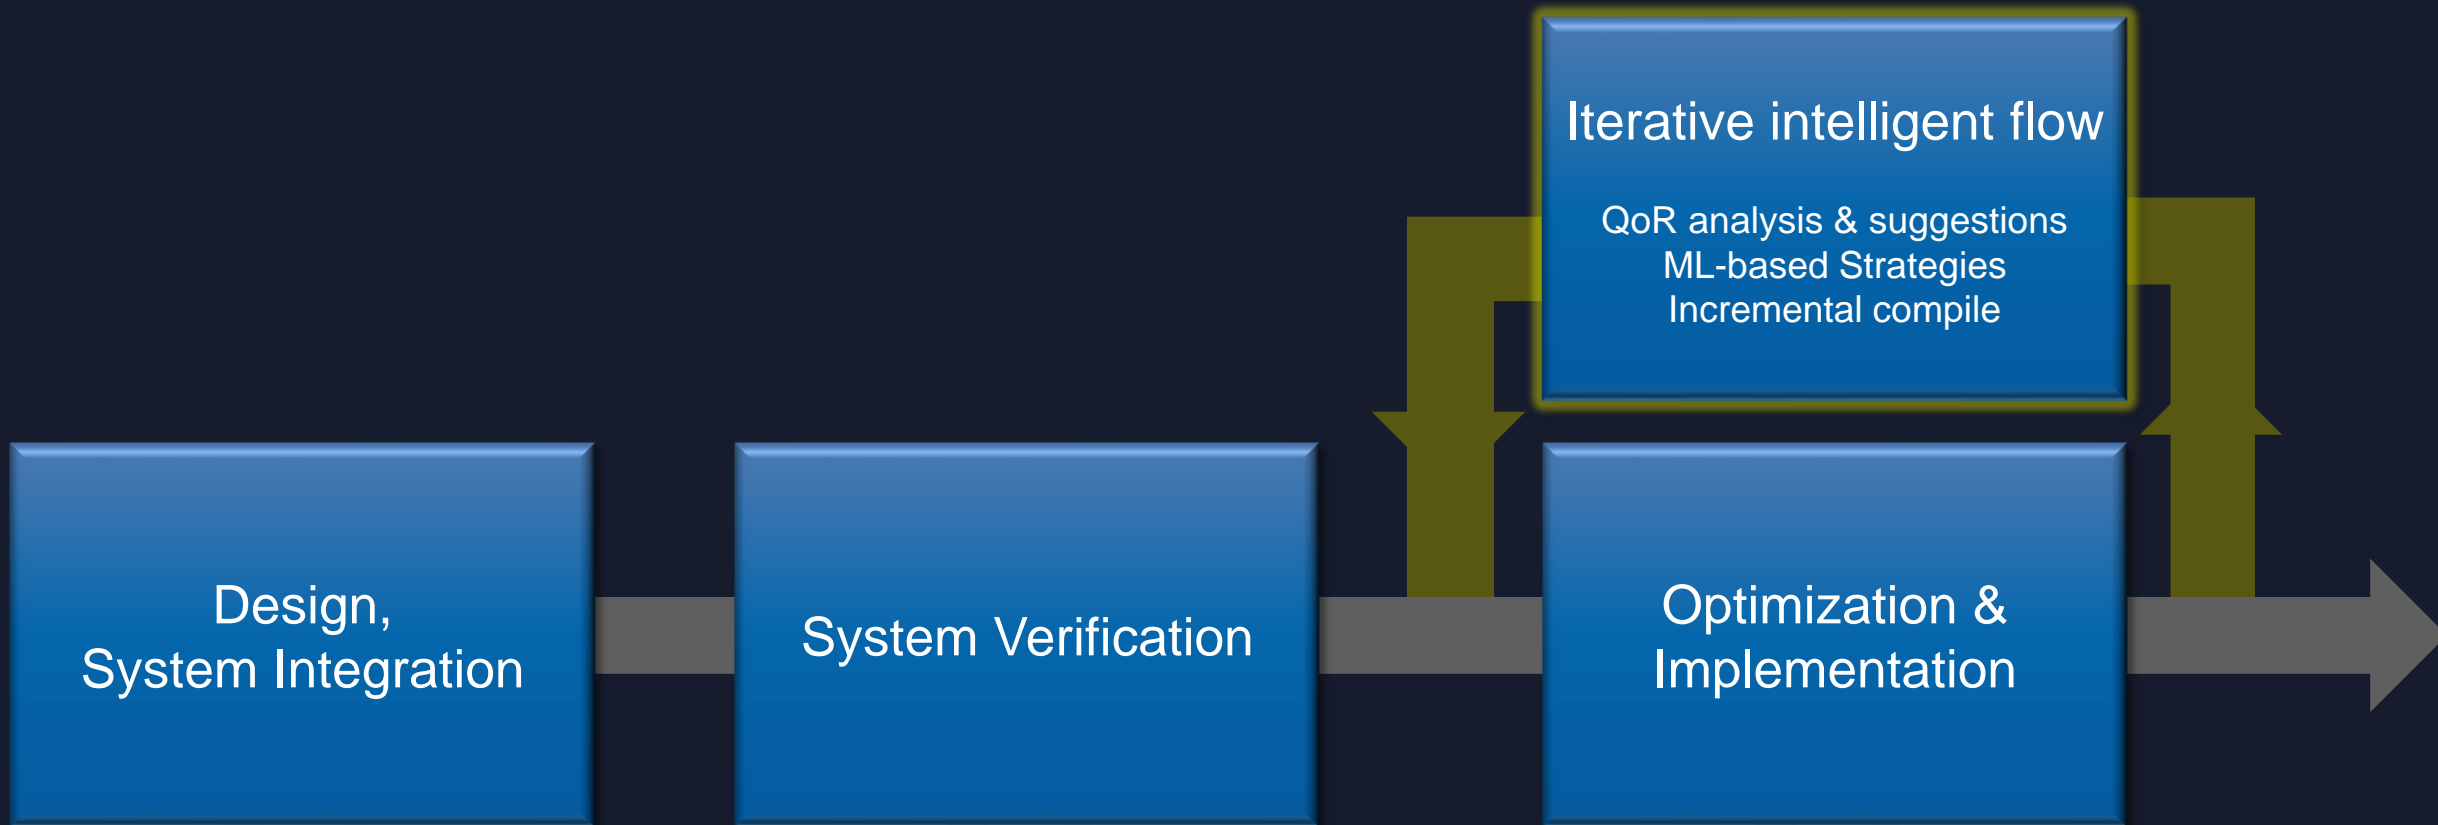 Iterative intelligent flow
QoR analysis & suggestions
ML-based Strategies
Incremental compile
Design,
System Integration
System Verification
Optimization &
Implementation